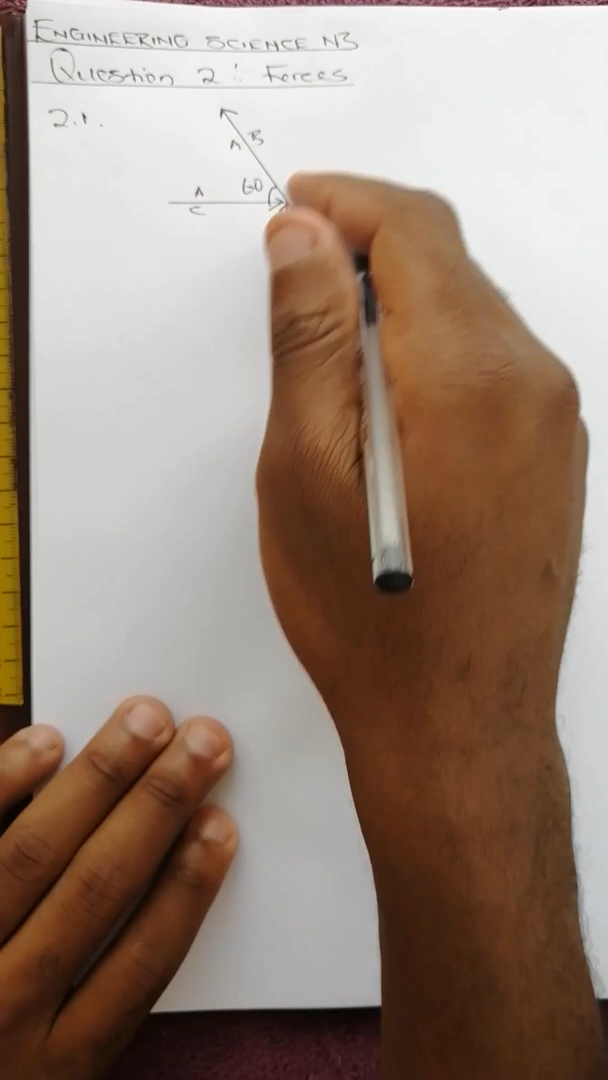 ENGINEERING SCIENCE N3
Question 2: Forces
2.1.
B
60
C